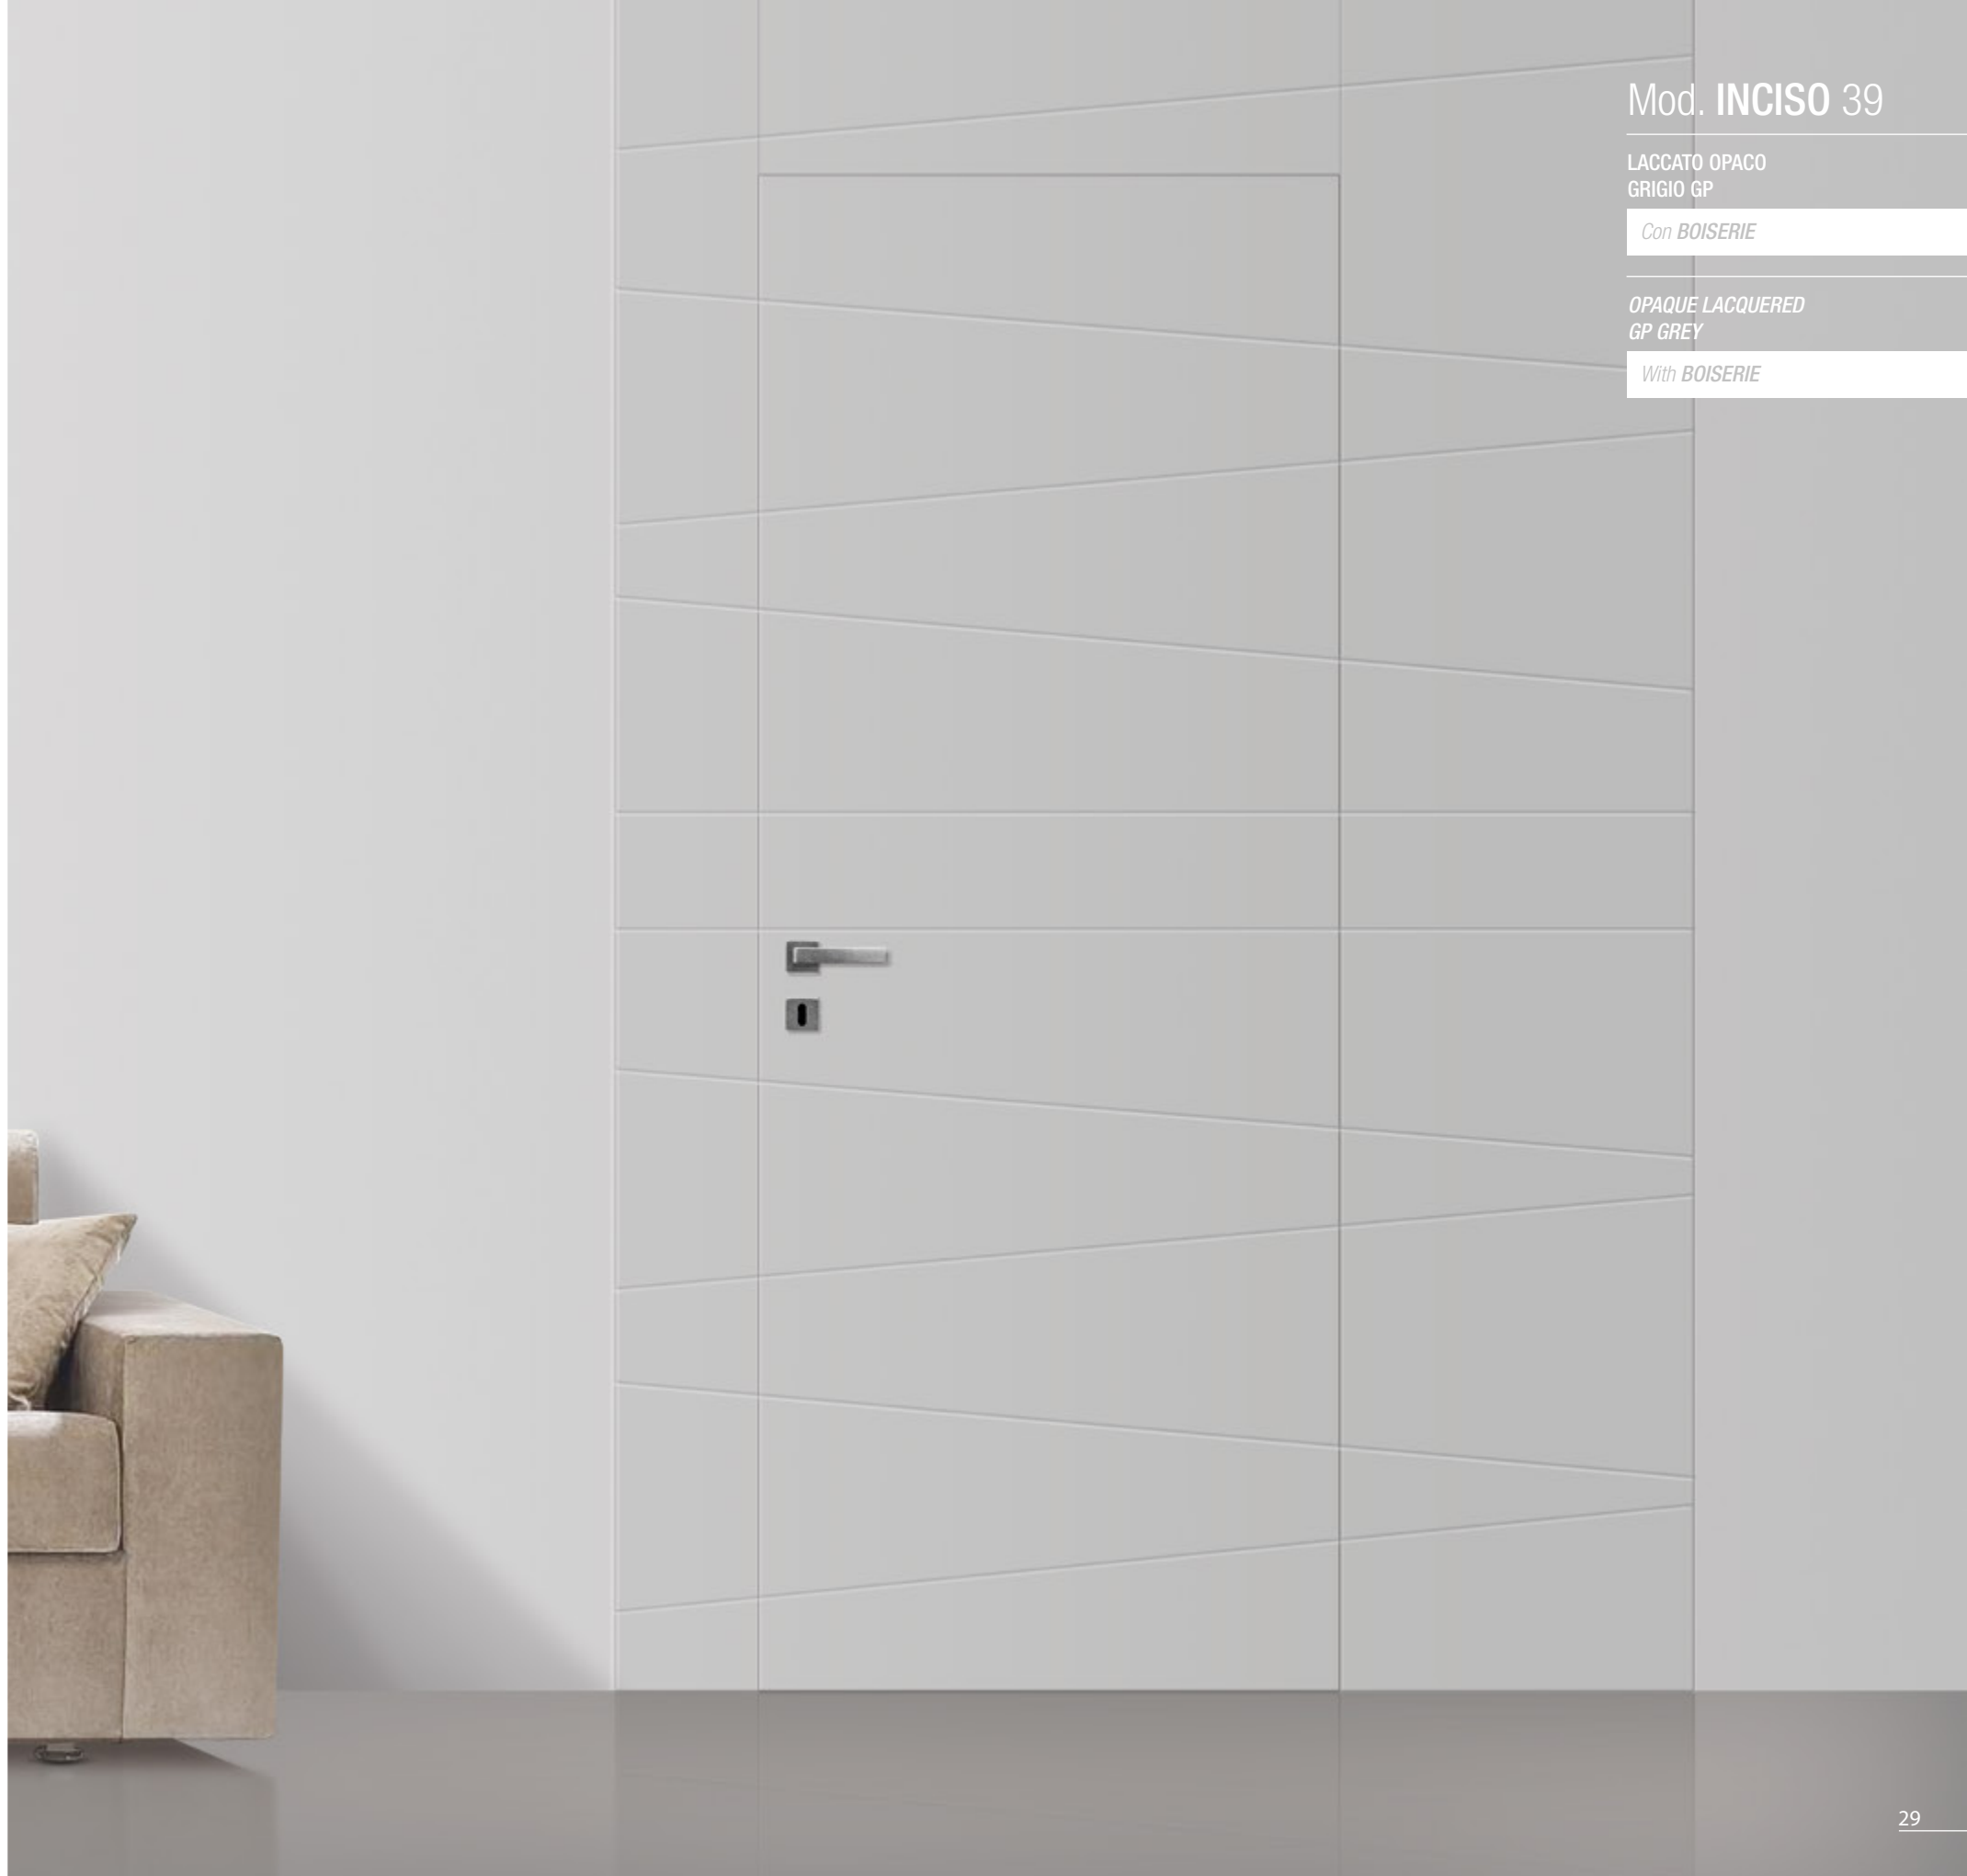 Mod. INCISO 39
LACCATO OPACO
GRIGIO GP
Con BOISERIE
OPAQUE LACQUERED
GP GREY
With BOISERIE
29